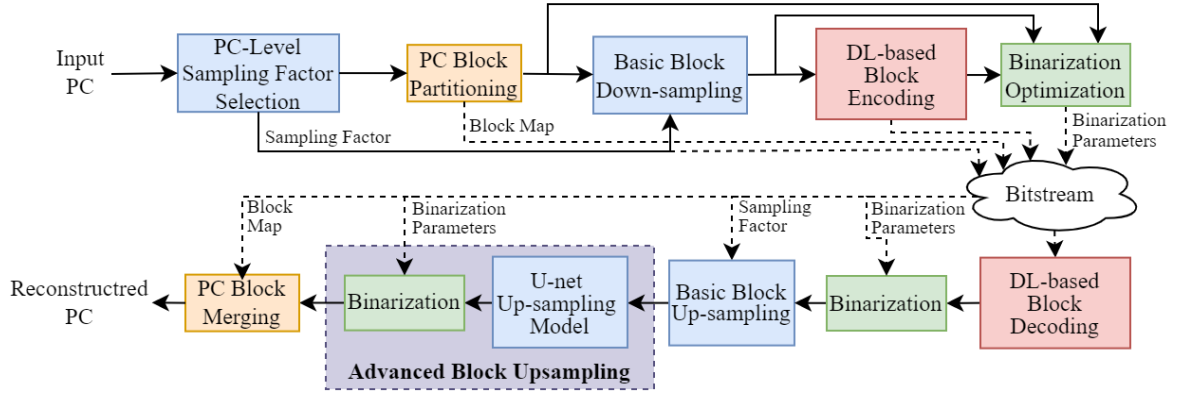 Input
PC
PC-Level
Sampling Factor
Selection
PC Block
Partitioning
Basic Block
Down-sampling
DL-based
Block
Encoding
Binarization
Optimization
Sampling Factor
Block Map
Binarization
Parameters
Bitstream
Block
Map
Binarization
Parameters
Sampling
Factor
Binarization
Parameters
Reconstructred
PC
PC Block
Merging
Binarization
U-net
Up-sampling
Model
Basic Block
Up-sampling
Binarization
DL-based
Block
Decoding
Advanced Block Upsampling